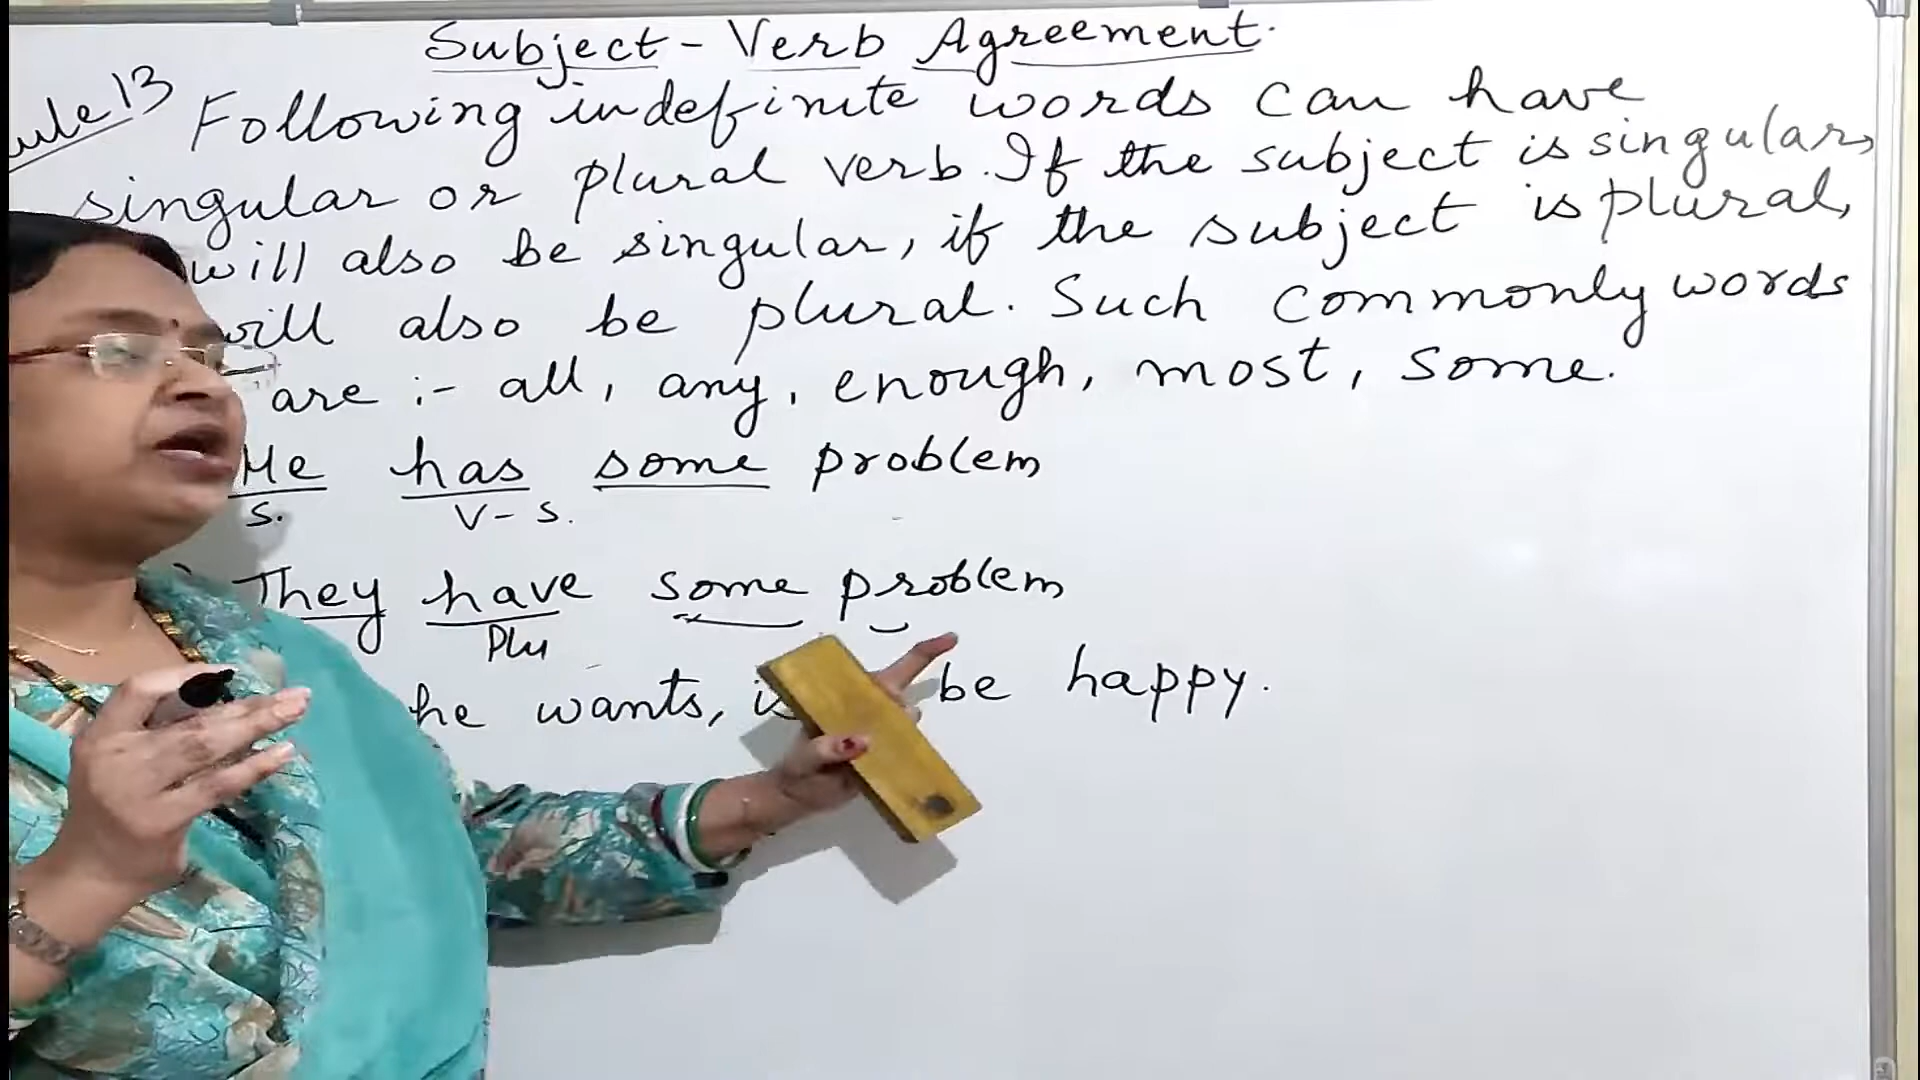 Subject - Verb Agreement.
Rule 13 Following indefinite words can have
singular or plural verb. If the subject is singular,
will also be singular, if the subject is plural,
will also be plural. Such commonly words
are :- all, any, enough, most, some.
He has some problem
S. V-S.
They have some problem
Plu
he wants, be happy.